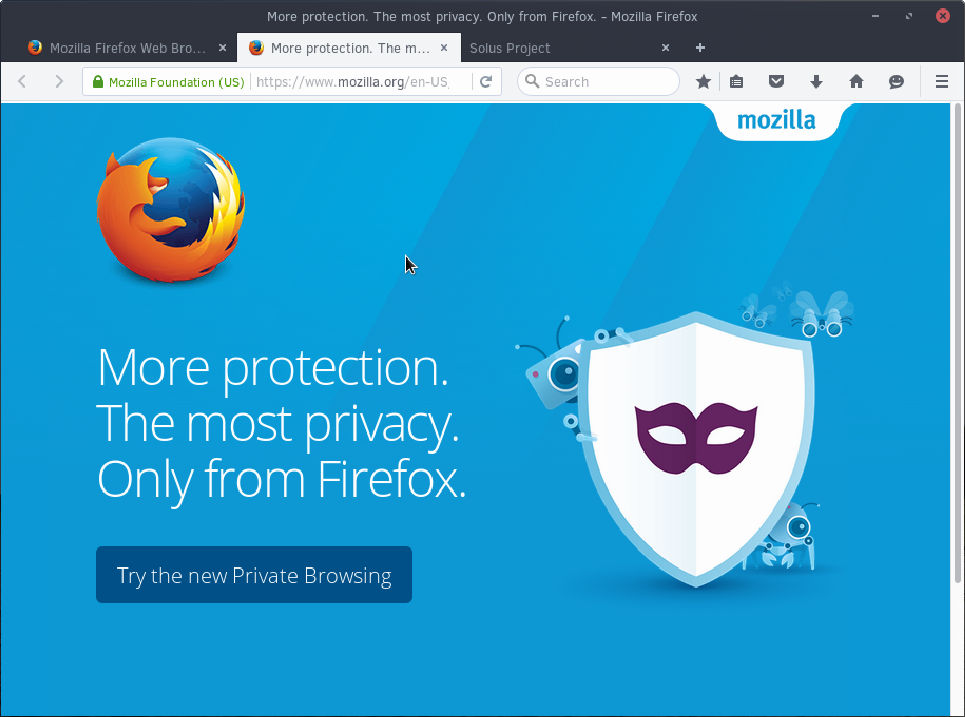 More protection. The most privacy. Only from Firefox. - Mozilla Firefox
Mozilla Firefox Web Bro...
More protection. The m...
Solus Project
Mozilla Foundation (US)
https://www.mozilla.org/en-US/
Search
mozilla
More protection.
The most privacy.
Only from Firefox.
Try the new Private Browsing